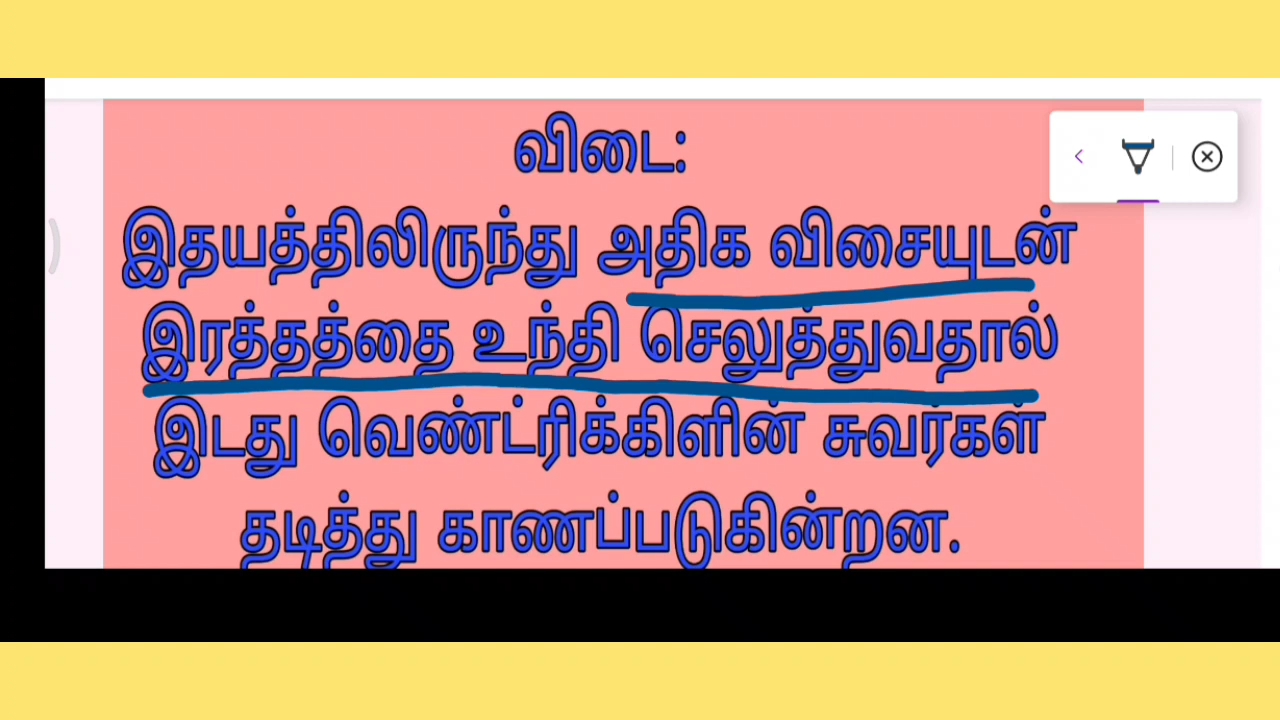 விடை:
இதயத்திலிருந்து அதிக விசையுடன்
இரத்தத்தை உந்தி செலுத்துவதால்
இடது வெண்ட்ரிக்கிளின் சுவர்கள்
தடித்து காணப்படுகின்றன.